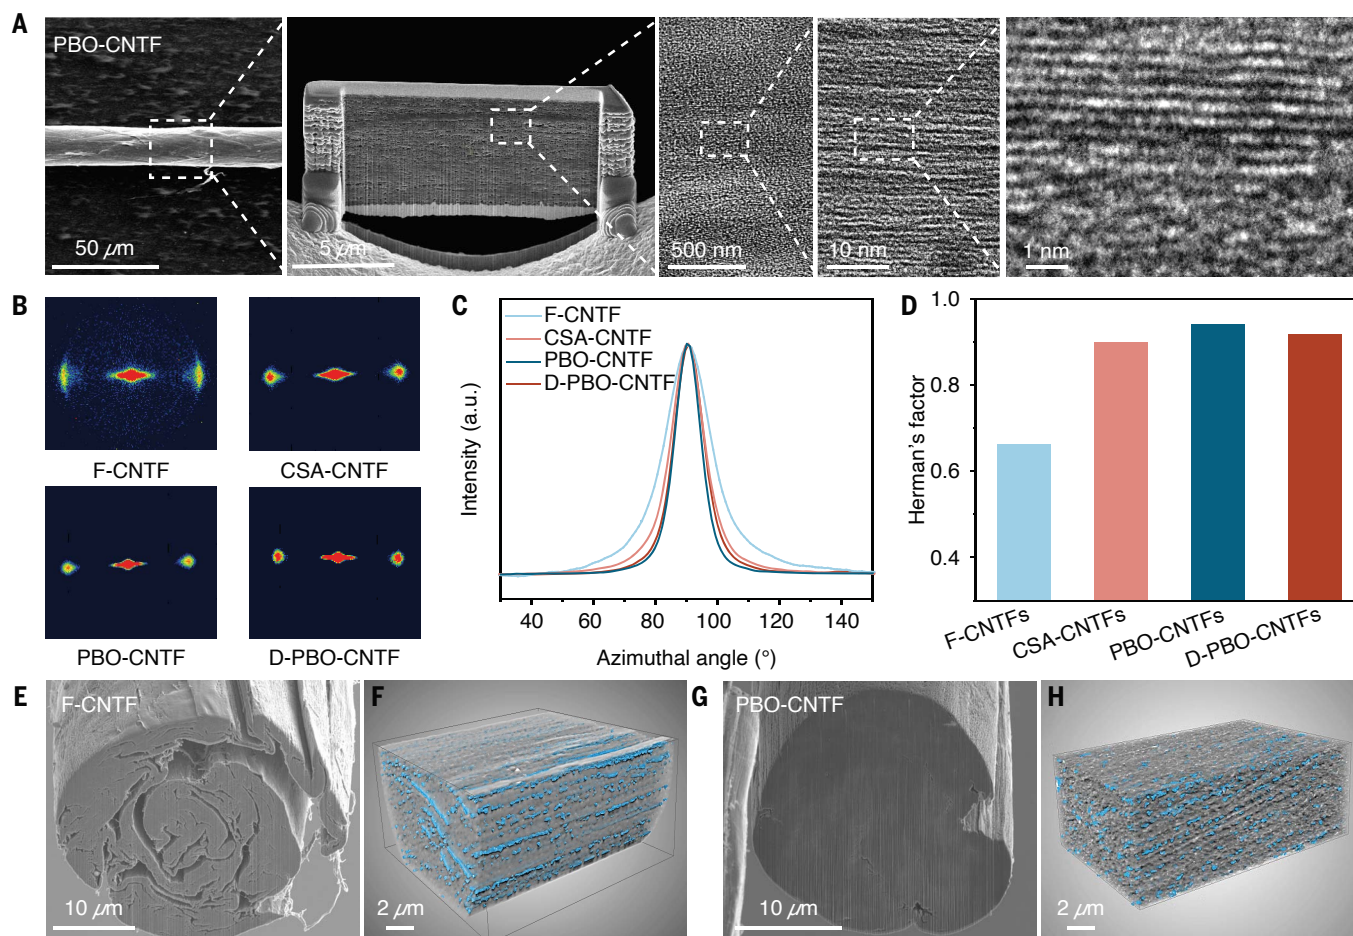 A
PBO-CNTF
50 µm
5 µm
500 nm
10 nm
1 nm
B
F-CNTF
CSA-CNTF
PBO-CNTF
D-PBO-CNTF
C
F-CNTF
CSA-CNTF
PBO-CNTF
D-PBO-CNTF
Intensity (a.u.)
40 60 80 100 120 140
Azimuthal angle (°)
D
1.0
0.8
0.6
0.4
Herman's factor
F-CNTFs
CSA-CNTFs
PBO-CNTFs
D-PBO-CNTFs
E
F-CNTF
10 µm
F
2 µm
G
PBO-CNTF
10 µm
H
2 µm